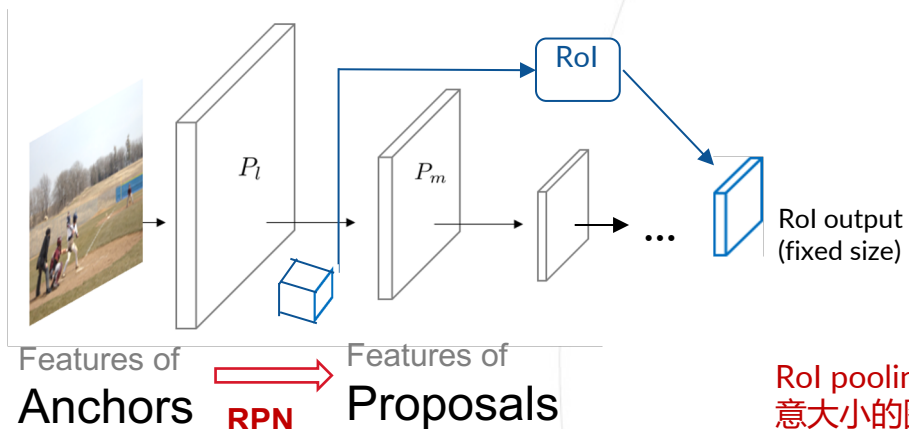 RoI
P_l
P_m
...
RoI output
(fixed size)
Features of
Anchors
RPN
Features of
Proposals
RoI
意大小的